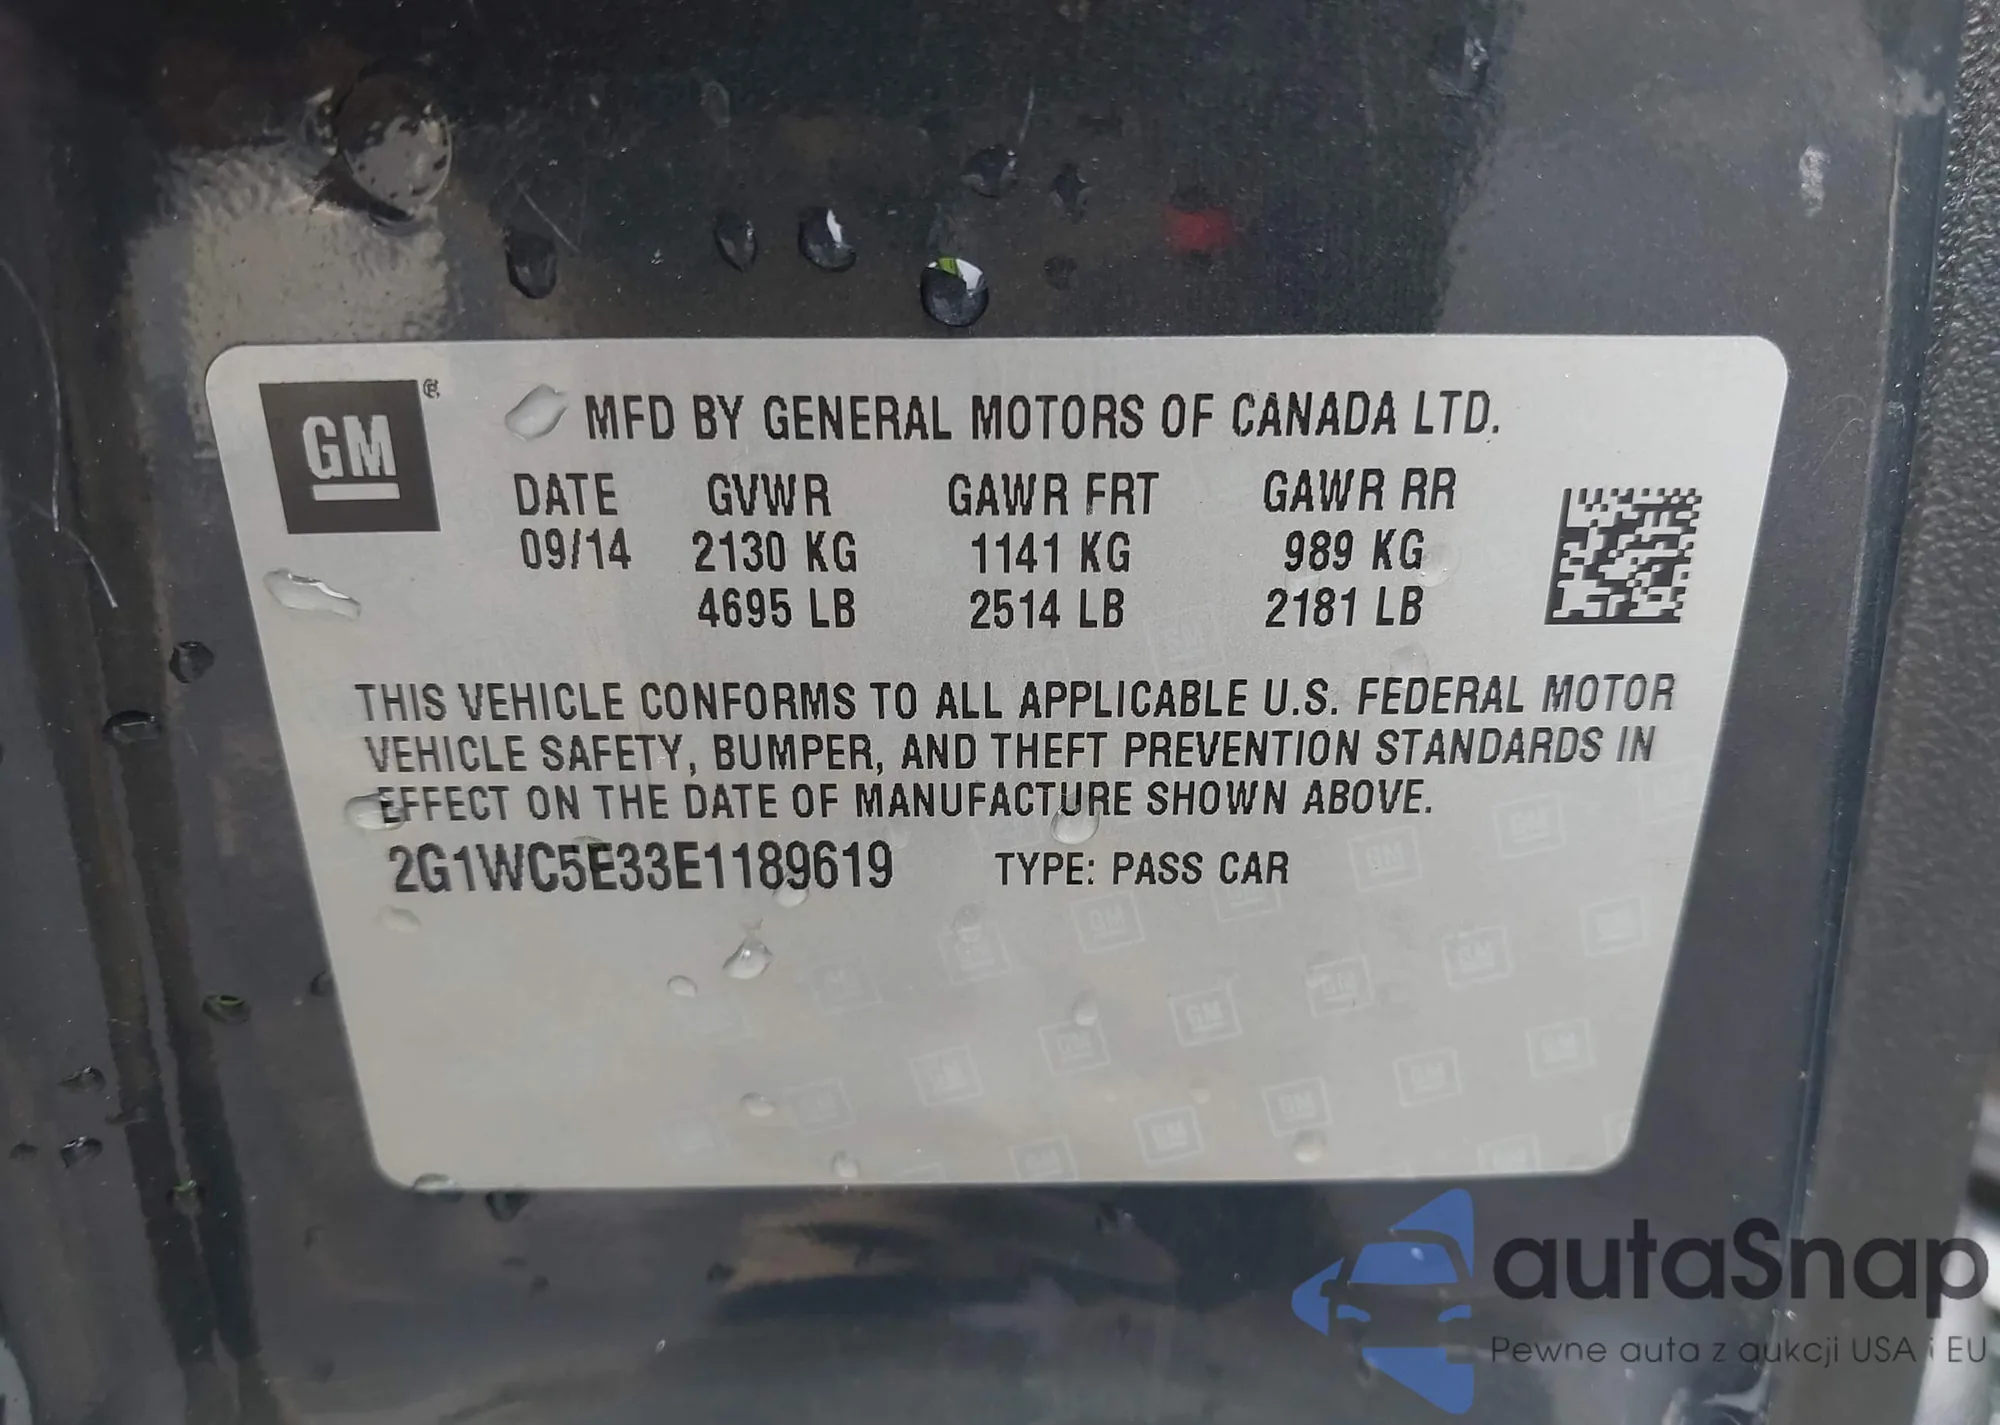 GM ® MFD BY GENERAL MOTORS OF CANADA LTD.
DATE GVWR GAWR FRT GAWR RR
09/14 2130 KG 1141 KG 989 KG
4695 LB 2514 LB 2181 LB
THIS VEHICLE CONFORMS TO ALL APPLICABLE U.S. FEDERAL MOTOR
VEHICLE SAFETY, BUMPER, AND THEFT PREVENTION STANDARDS IN
EFFECT ON THE DATE OF MANUFACTURE SHOWN ABOVE.
2G1WC5E33E1189619 TYPE: PASS CAR
autaSnap
Pewne auta z aukcji USA i EU